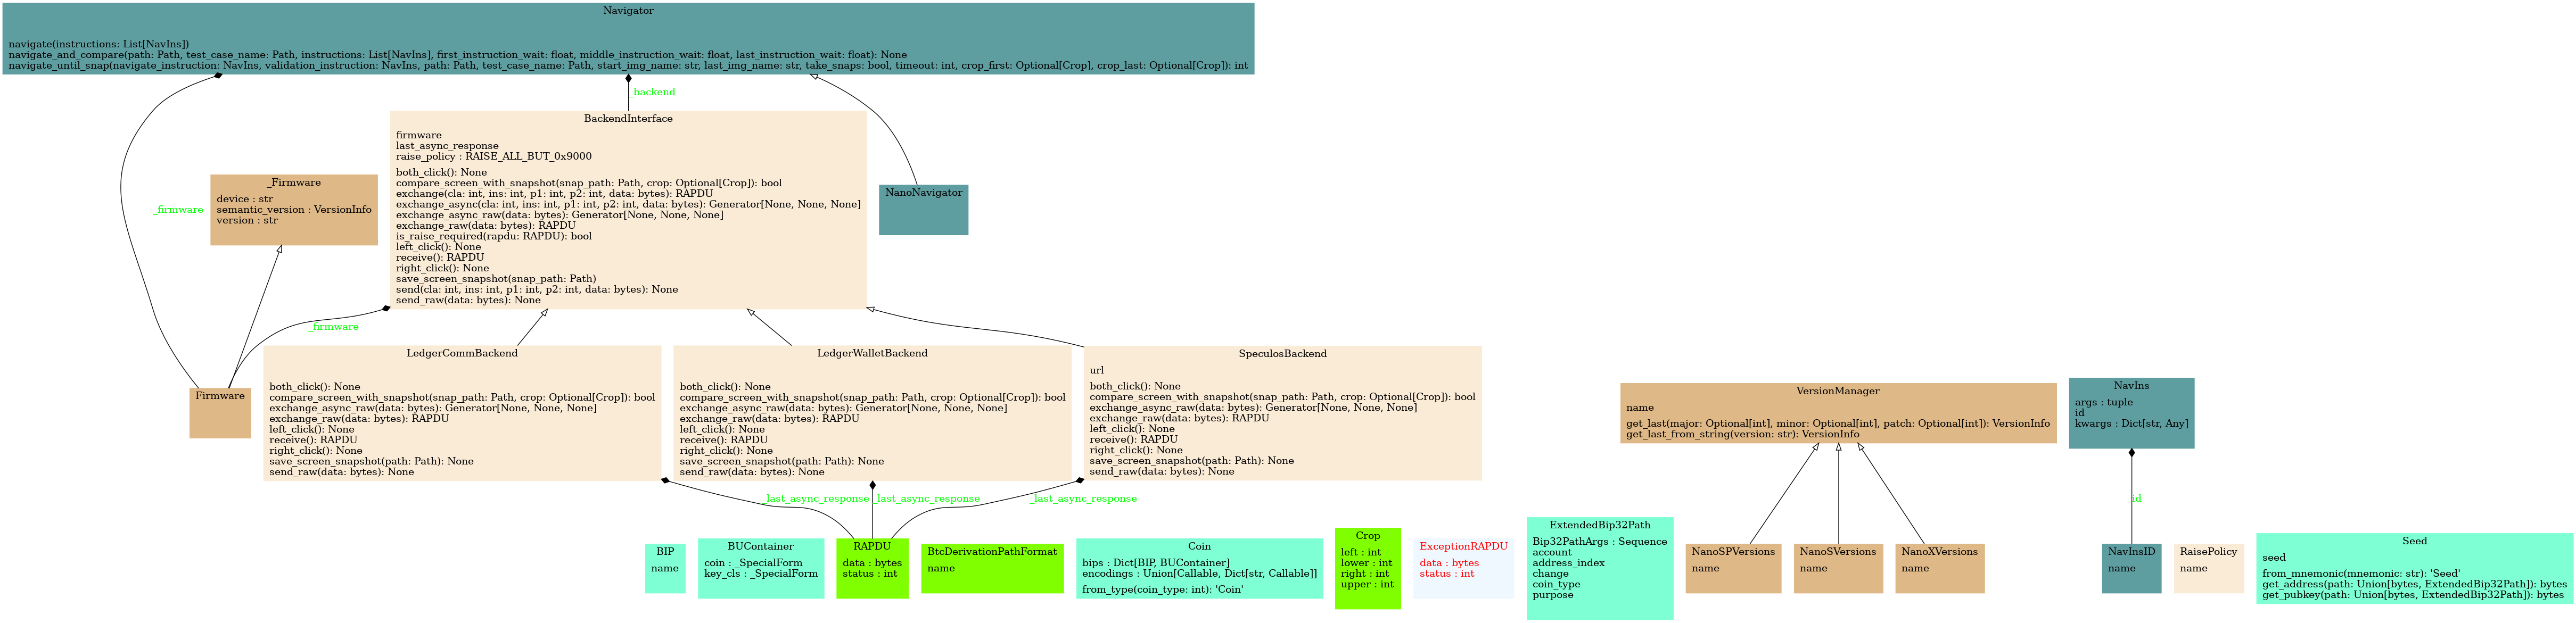 Navigator
navigate(instructions: List[NavIns])
navigate_and_compare(path: Path, test_case_name: Path, instructions: List[NavIns], first_instruction_wait: float, middle_instruction_wait: float, last_instruction_wait: float): None
navigate_until_snap(navigate_instruction: NavIns, validation_instruction: NavIns, path: Path, test_case_name: Path, start_img_name: str, last_img_name: str, take_snaps: bool, timeout: int, crop_first: Optional[Crop], crop_last: Optional[Crop]): int
_backend
_firmware
_Firmware
device : str
semantic_version : VersionInfo
version : str
BackendInterface
firmware
last_async_response
raise_policy : RAISE_ALL_BUT_0x9000
both_click(): None
compare_screen_with_snapshot(snap_path: Path, crop: Optional[Crop]): bool
exchange(cla: int, ins: int, p1: int, p2: int, data: bytes): RAPDU
exchange_async(cla: int, ins: int, p1: int, p2: int, data: bytes): Generator[None, None, None]
exchange_async_raw(data: bytes): Generator[None, None, None]
exchange_raw(data: bytes): RAPDU
is_raise_required(rapdu: RAPDU): bool
left_click(): None
receive(): RAPDU
right_click(): None
save_screen_snapshot(snap_path: Path)
send(cla: int, ins: int, p1: int, p2: int, data: bytes): None
send_raw(data: bytes): None
NanoNavigator
_firmware
Firmware
LedgerCommBackend
both_click(): None
compare_screen_with_snapshot(snap_path: Path, crop: Optional[Crop]): bool
exchange_async_raw(data: bytes): Generator[None, None, None]
exchange_raw(data: bytes): RAPDU
left_click(): None
receive(): RAPDU
right_click(): None
save_screen_snapshot(path: Path): None
send_raw(data: bytes): None
LedgerWalletBackend
both_click(): None
compare_screen_with_snapshot(snap_path: Path, crop: Optional[Crop]): bool
exchange_async_raw(data: bytes): Generator[None, None, None]
exchange_raw(data: bytes): RAPDU
left_click(): None
receive(): RAPDU
right_click(): None
save_screen_snapshot(path: Path): None
send_raw(data: bytes): None
SpeculosBackend
url
both_click(): None
compare_screen_with_snapshot(snap_path: Path, crop: Optional[Crop]): bool
exchange_async_raw(data: bytes): Generator[None, None, None]
exchange_raw(data: bytes): RAPDU
left_click(): None
receive(): RAPDU
right_click(): None
save_screen_snapshot(path: Path): None
send_raw(data: bytes): None
VersionManager
name
get_last(major: Optional[int], minor: Optional[int], patch: Optional[int]): VersionInfo
get_last_from_string(version: str): VersionInfo
NavIns
args : tuple
id
kwargs : Dict[str, Any]
_last_async_response
_last_async_response
_last_async_response
id
BIP
name
BUContainer
coin : _SpecialForm
key_cls : _SpecialForm
RAPDU
data : bytes
status : int
BtcDerivationPathFormat
name
Coin
bips : Dict[BIP, BUContainer]
encodings : Union[Callable, Dict[str, Callable]]
from_type(coin_type: int): 'Coin'
Crop
left : int
lower : int
right : int
upper : int
ExceptionRAPDU
data : bytes
status : int
ExtendedBip32Path
Bip32PathArgs : Sequence
account
address_index
change
coin_type
purpose
NanoSPVersions
name
NanoSVersions
name
NanoXVersions
name
NavInsID
name
RaisePolicy
name
Seed
seed
from_mnemonic(mnemonic: str): 'Seed'
get_address(path: Union[bytes, ExtendedBip32Path]): bytes
get_pubkey(path: Union[bytes, ExtendedBip32Path]): bytes